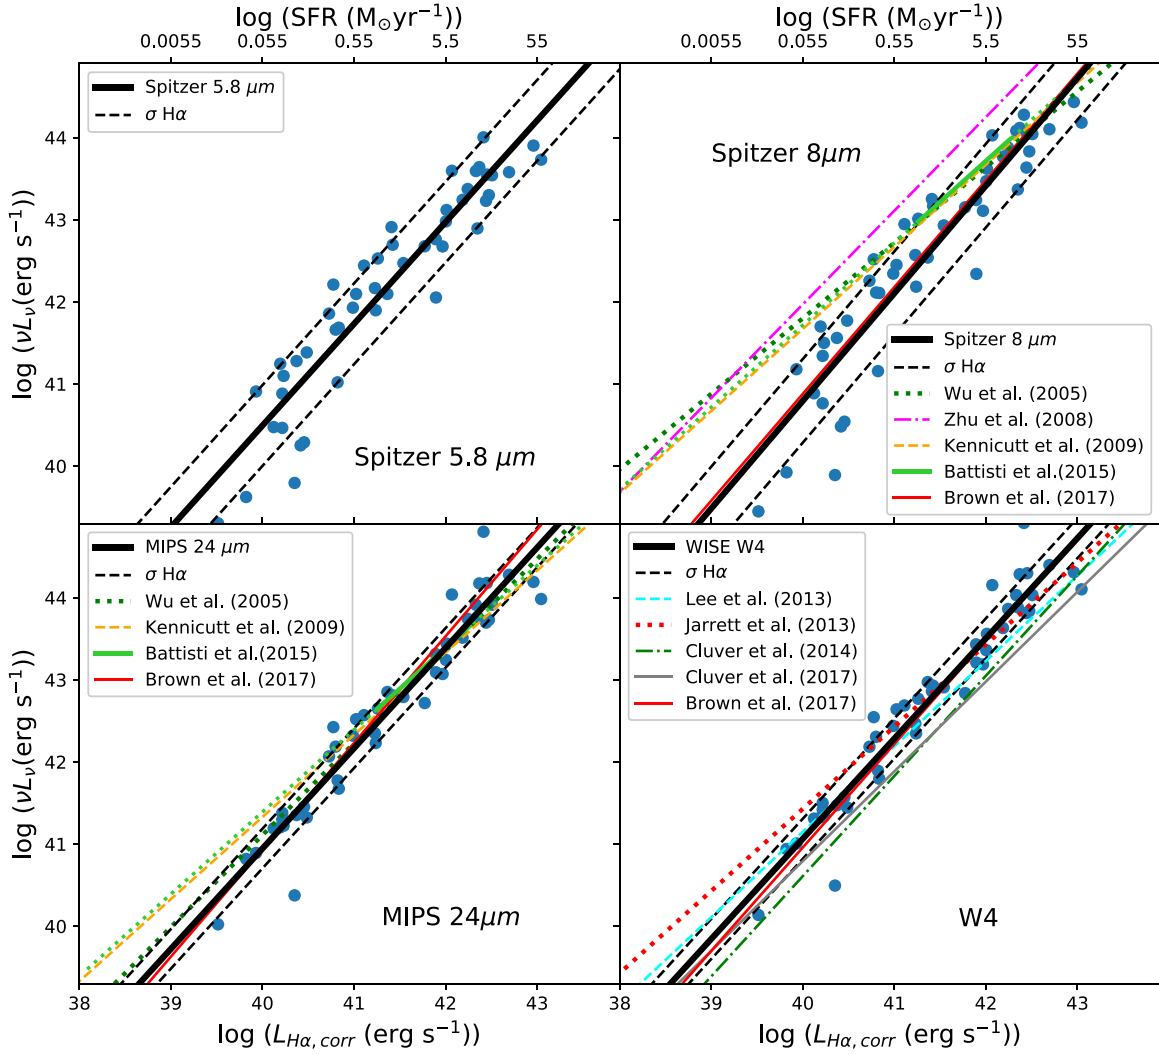 log (SFR (M⊙yr⁻¹))
log (SFR (M⊙yr⁻¹))
0.0055 0.055 0.55 5.5 55
0.0055 0.055 0.55 5.5 55
log (νLν(erg s⁻¹))
44
43
42
41
40
Spitzer 5.8 μm
σ Hα
Spitzer 5.8 μm
Spitzer 8μm
Spitzer 8 μm
σ Hα
Wu et al. (2005)
Zhu et al. (2008)
Kennicutt et al. (2009)
Battisti et al.(2015)
Brown et al. (2017)
log (νLν(erg s⁻¹))
44
43
42
41
40
MIPS 24 μm
σ Hα
Wu et al. (2005)
Kennicutt et al. (2009)
Battisti et al.(2015)
Brown et al. (2017)
MIPS 24μm
WISE W4
σ Hα
Lee et al. (2013)
Jarrett et al. (2013)
Cluver et al. (2014)
Cluver et al. (2017)
Brown et al. (2017)
W4
38 39 40 41 42 43
38 39 40 41 42 43
log (LHα,corr (erg s⁻¹))
log (LHα,corr (erg s⁻¹))